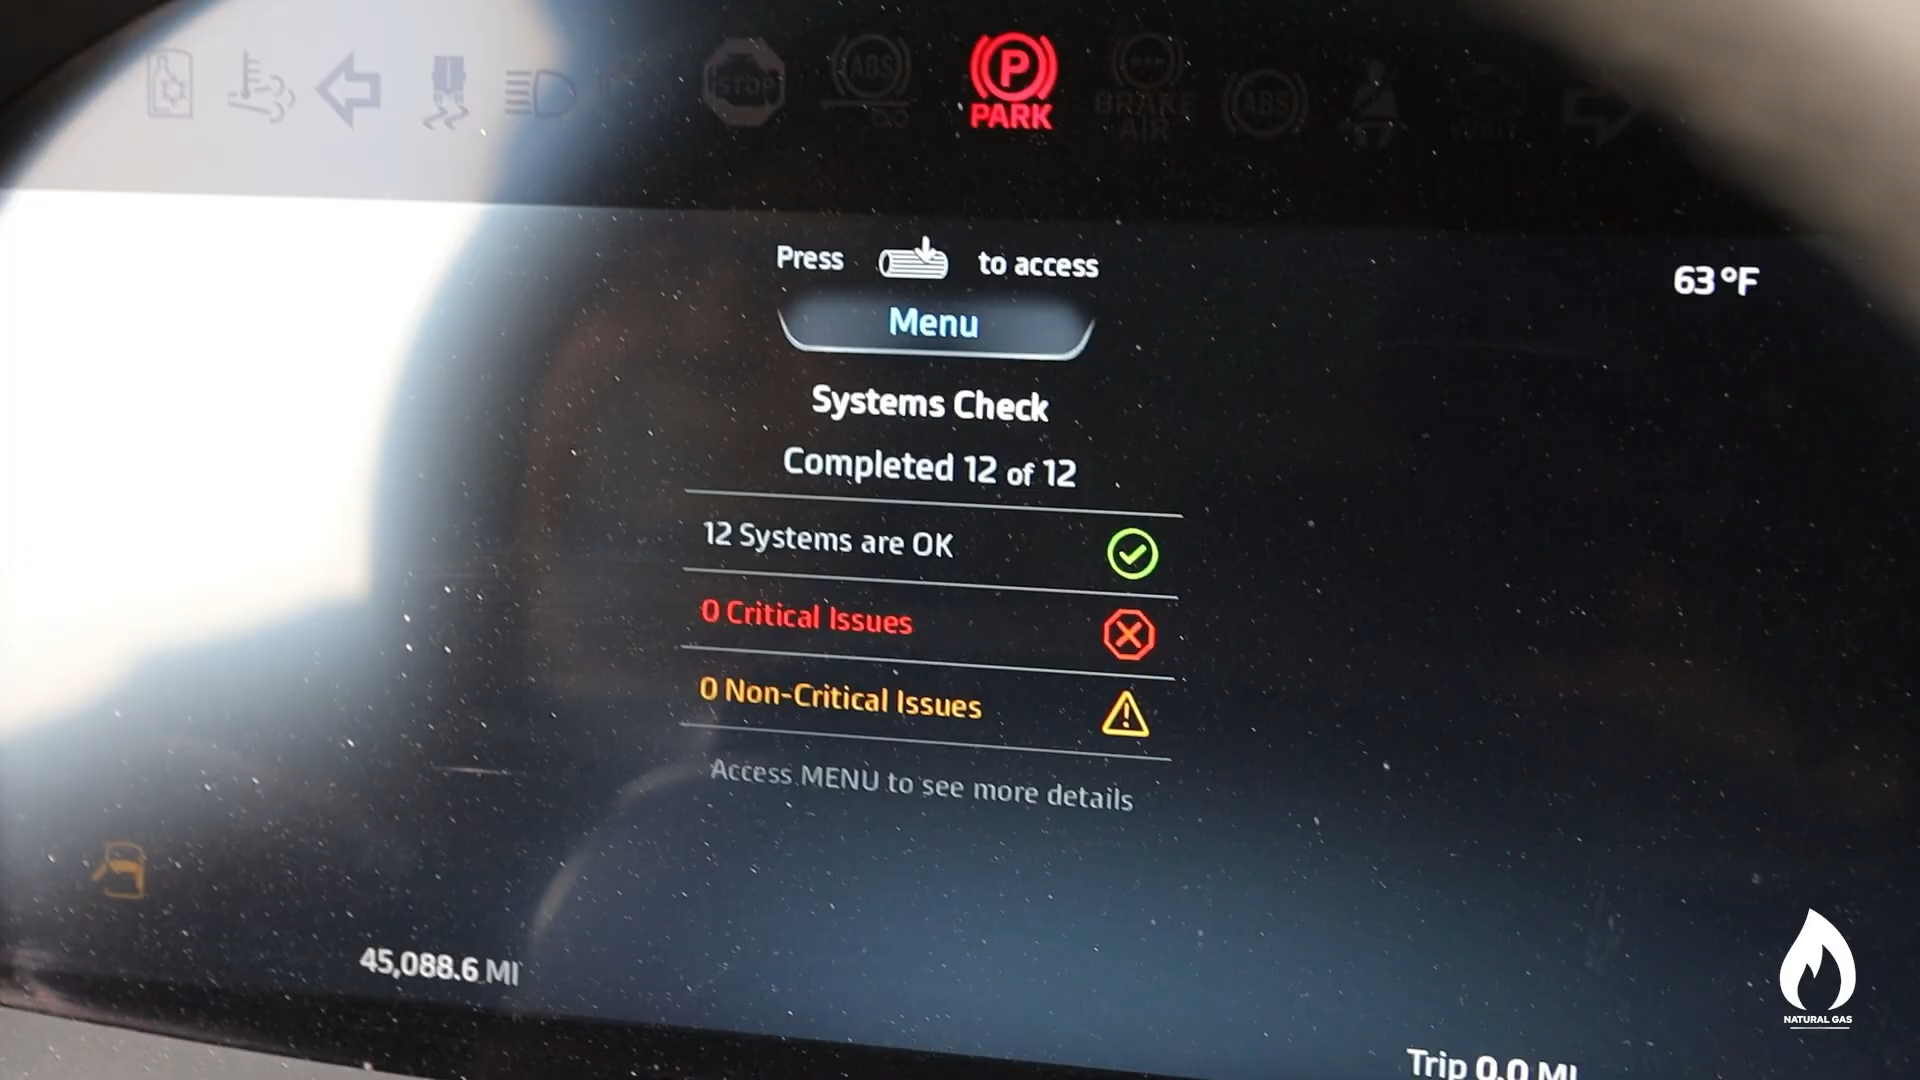 STOP
ABS
P
PARK
BRAKE
AIR
ABS
Press to access
63°F
Menu
Systems Check
Completed 12 of 12
12 Systems are OK
0 Critical Issues
0 Non-Critical Issues
Access MENU to see more details
45,088.6 MI
NATURAL GAS
Trip 0.0 MI